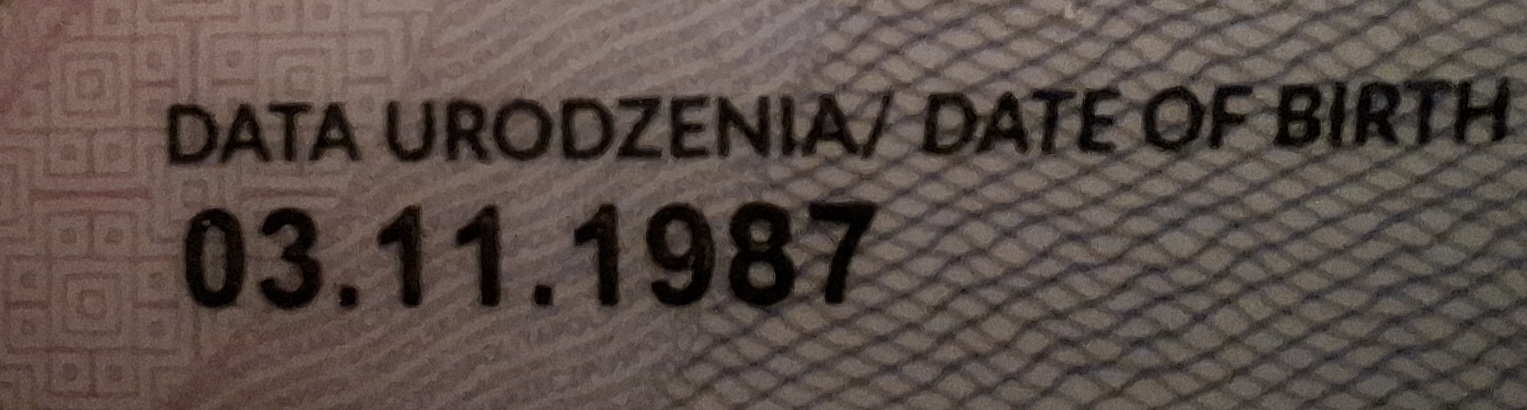 DATA URODZENIA/ DATE OF BIRTH
03.11.1987